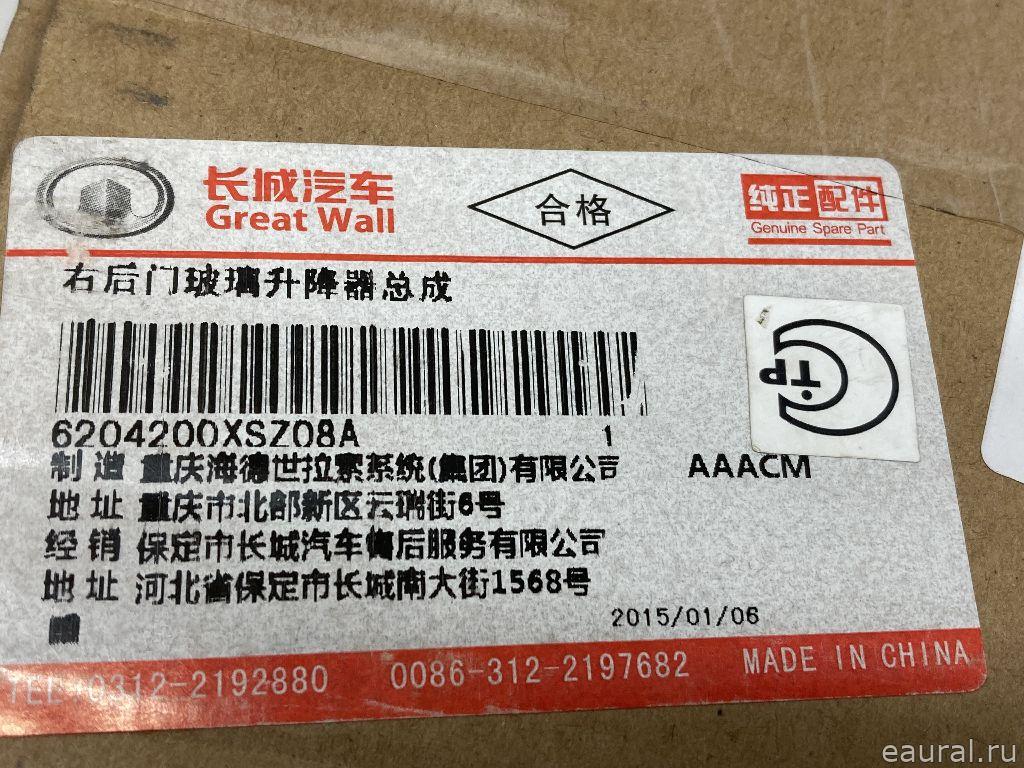 长城汽车
Great Wall
合格
纯正配件
Genuine Spare Part
右后门玻璃升降器总成
TP
6204200XSZ08A 1
制造 重庆海德世拉索系统(集团)有限公司 AAACM
地址 重庆市北部新区云瑞街6号
经销 保定市长城汽车售后服务有限公司
地址 河北省保定市长城南大街1568号
2015/01/06
TEL:0312-2192880 0086-312-2197682 MADE IN CHINA
eaural.ru